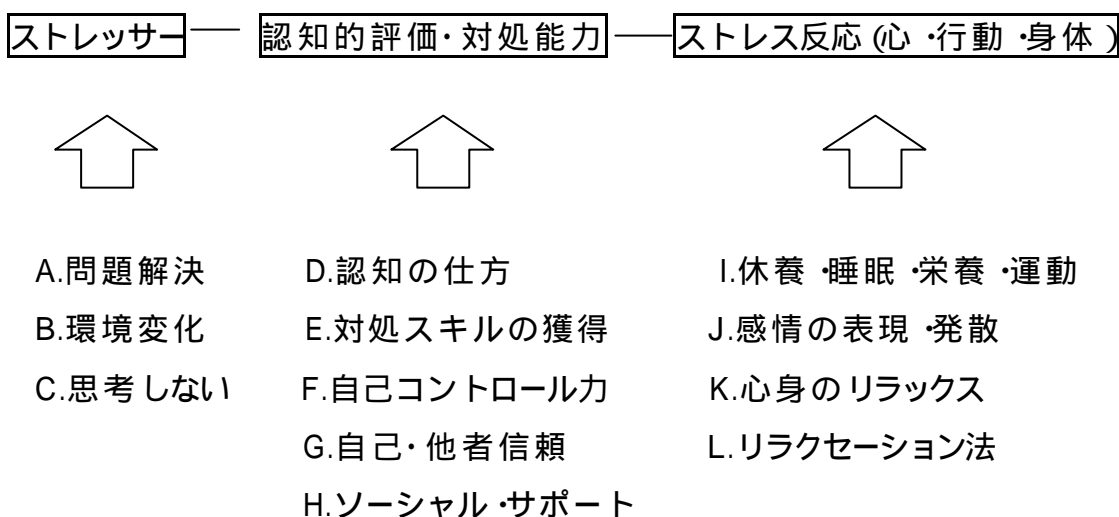 ストレッサー 認知的評価・対処能力 ストレス反応(心・行動・身体)
A.問題解決 D.認知の仕方 I.休養・睡眠・栄養・運動
B.環境変化 E.対処スキルの獲得 J.感情の表現・発散
C.思考しない F.自己コントロール力 K.心身のリラックス
G.自己・他者信頼 L.リラクセーション法
H.ソーシャル・サポート